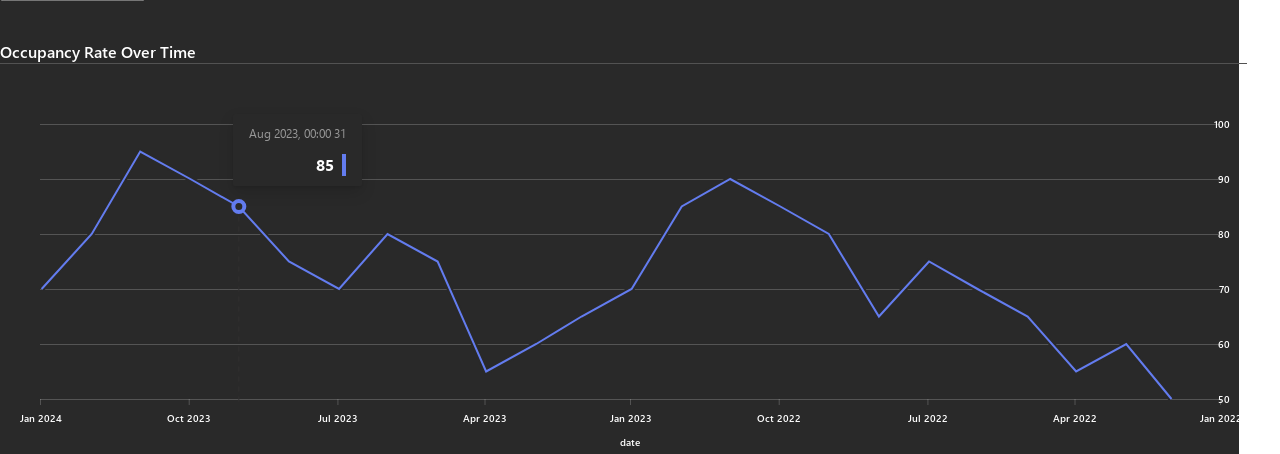 Occupancy Rate Over Time
Aug 2023, 00:00 31
85
100
90
80
70
60
50
Jan 2024 Oct 2023 Jul 2023 Apr 2023 Jan 2023 Oct 2022 Jul 2022 Apr 2022 Jan 2022
date